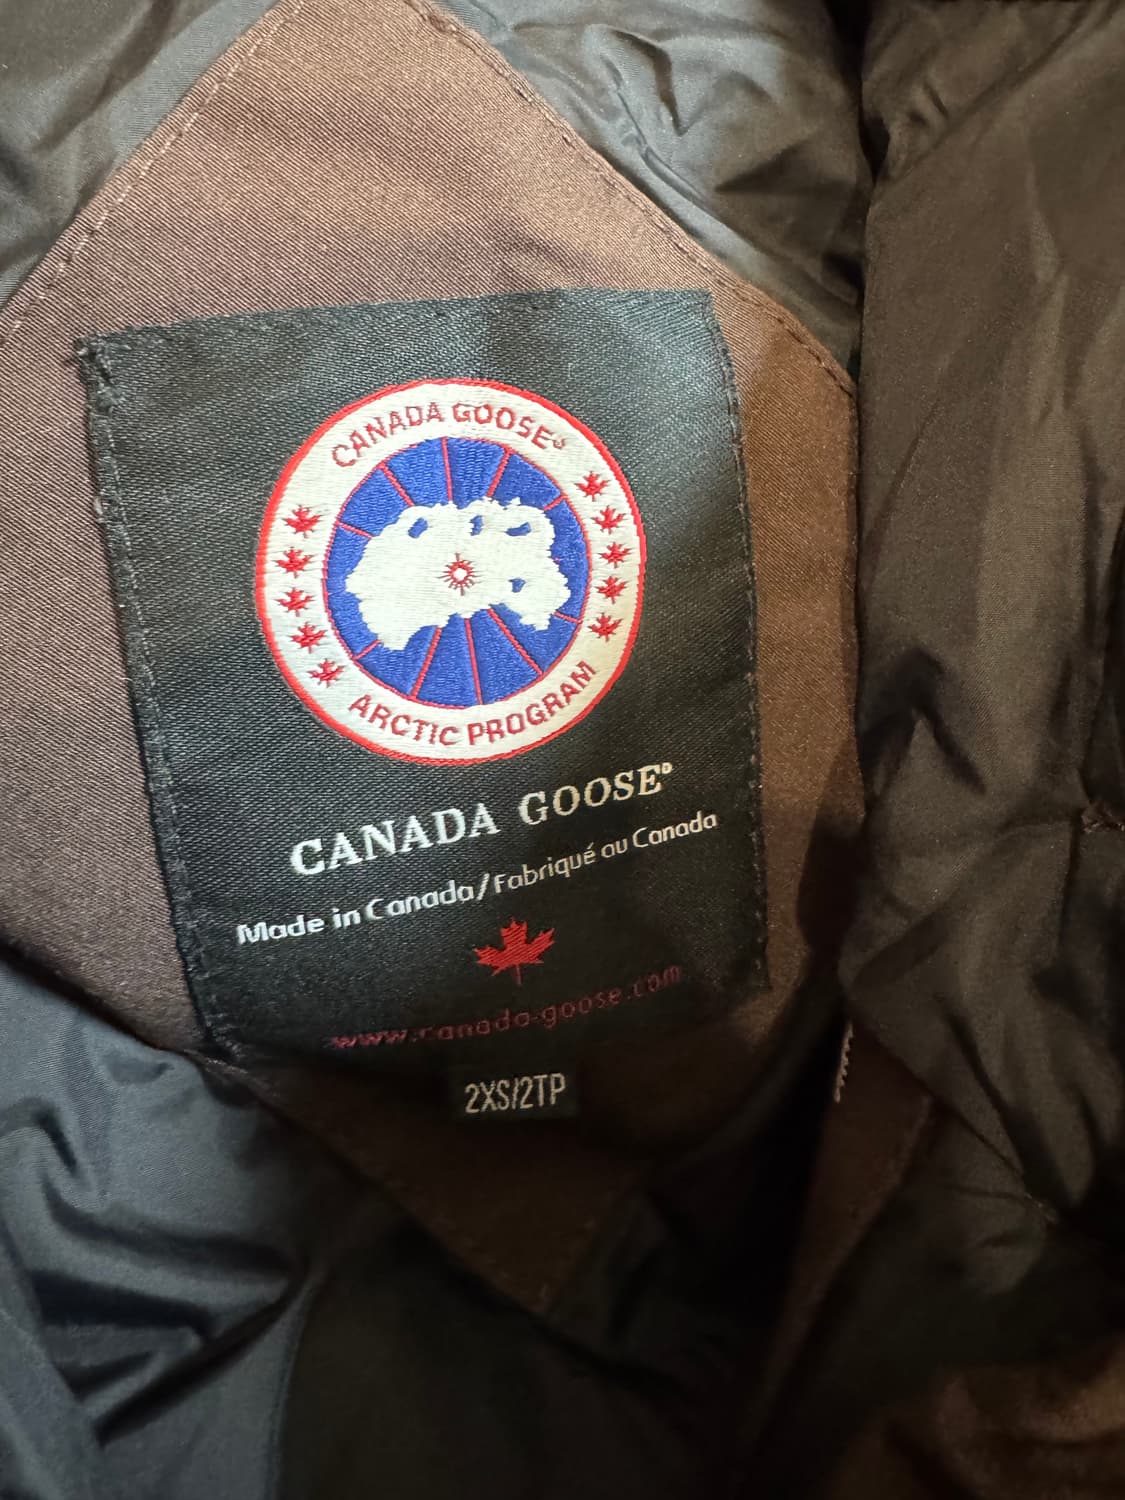 CANADA GOOSE®
ARCTIC PROGRAM
CANADA GOOSE®
Made in Canada/Fabriqué au Canada
www.canada-goose.com
2XS/2TP